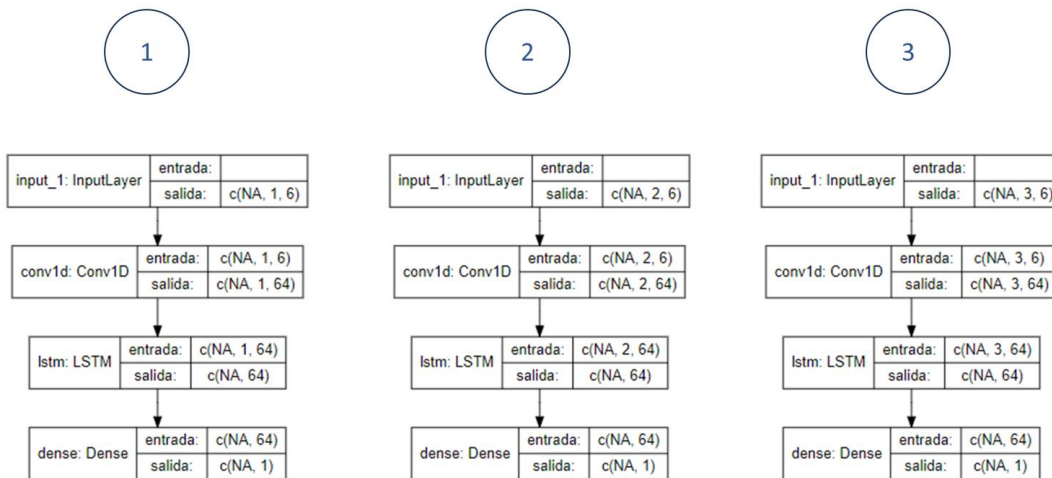 1
2
3
input_1: InputLayer
entrada:
salida: c(NA, 1, 6)
conv1d: Conv1D
entrada: c(NA, 1, 6)
salida: c(NA, 1, 64)
lstm: LSTM
entrada: c(NA, 1, 64)
salida: c(NA, 64)
dense: Dense
entrada: c(NA, 64)
salida: c(NA, 1)
input_1: InputLayer
entrada:
salida: c(NA, 2, 6)
conv1d: Conv1D
entrada: c(NA, 2, 6)
salida: c(NA, 2, 64)
lstm: LSTM
entrada: c(NA, 2, 64)
salida: c(NA, 64)
dense: Dense
entrada: c(NA, 64)
salida: c(NA, 1)
input_1: InputLayer
entrada:
salida: c(NA, 3, 6)
conv1d: Conv1D
entrada: c(NA, 3, 6)
salida: c(NA, 3, 64)
lstm: LSTM
entrada: c(NA, 3, 64)
salida: c(NA, 64)
dense: Dense
entrada: c(NA, 64)
salida: c(NA, 1)